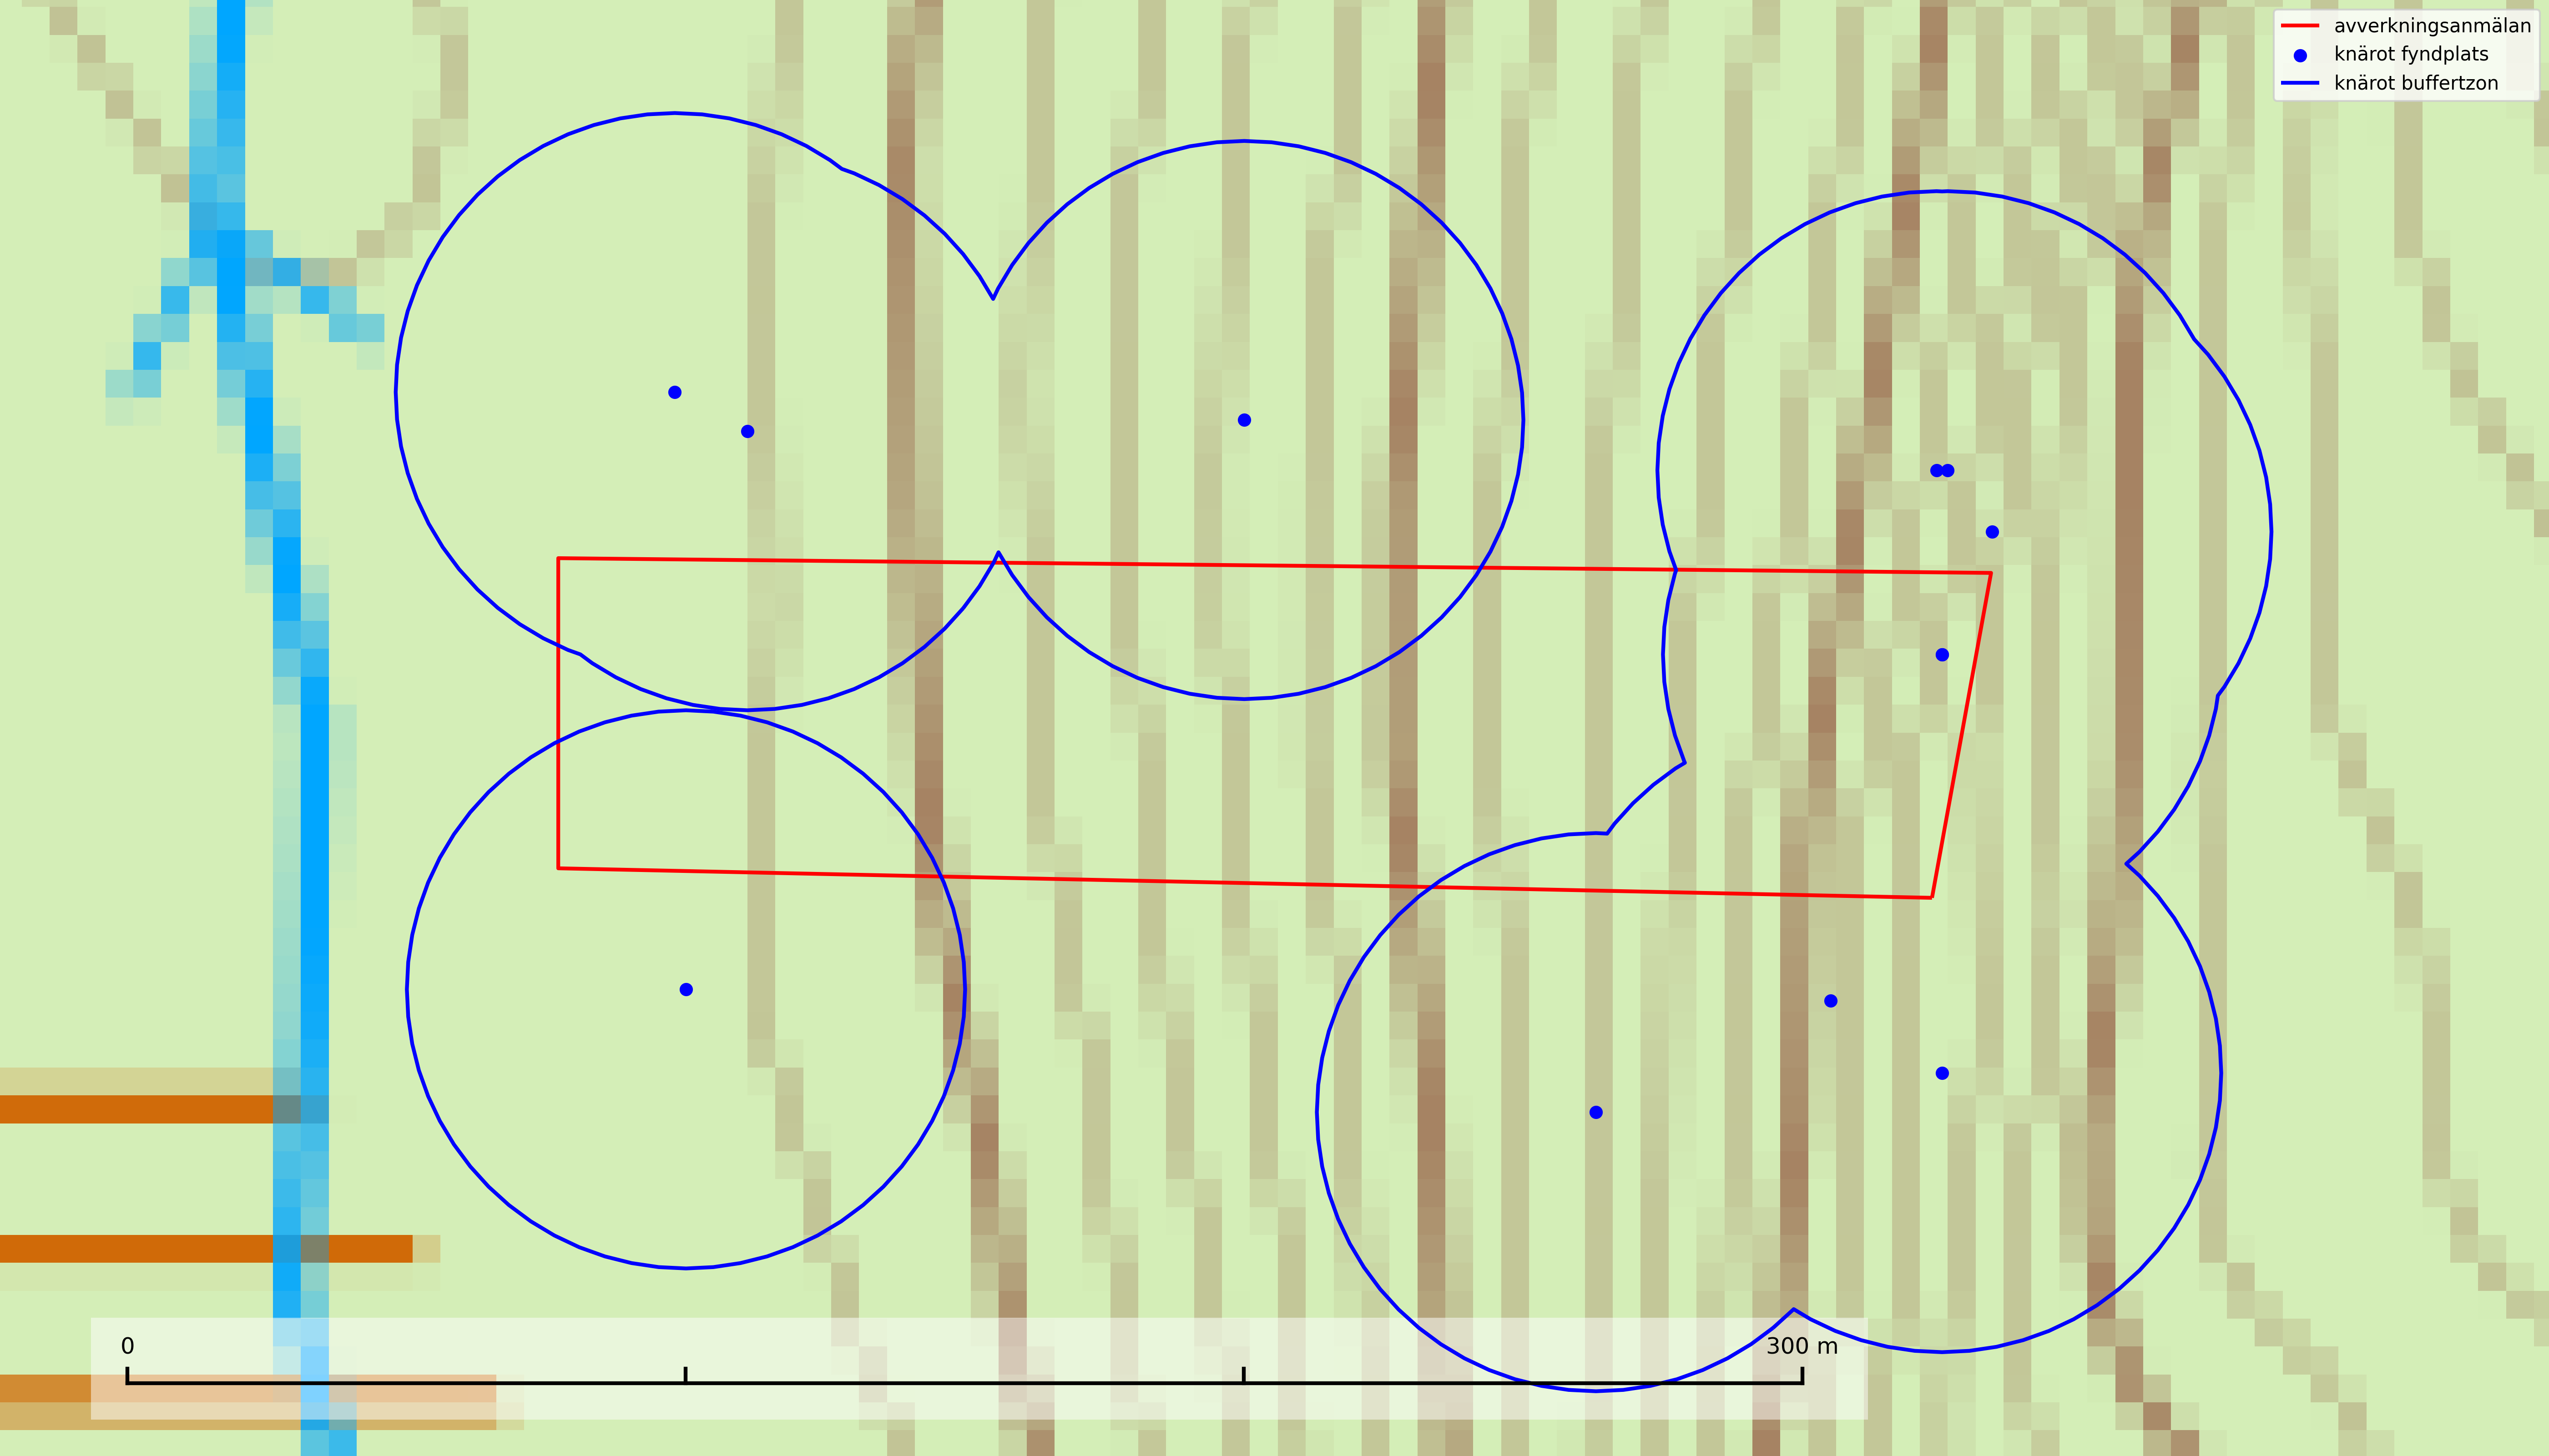 avverkningsanmälan
knärot fyndplats
knärot buffertzon
0
300 m